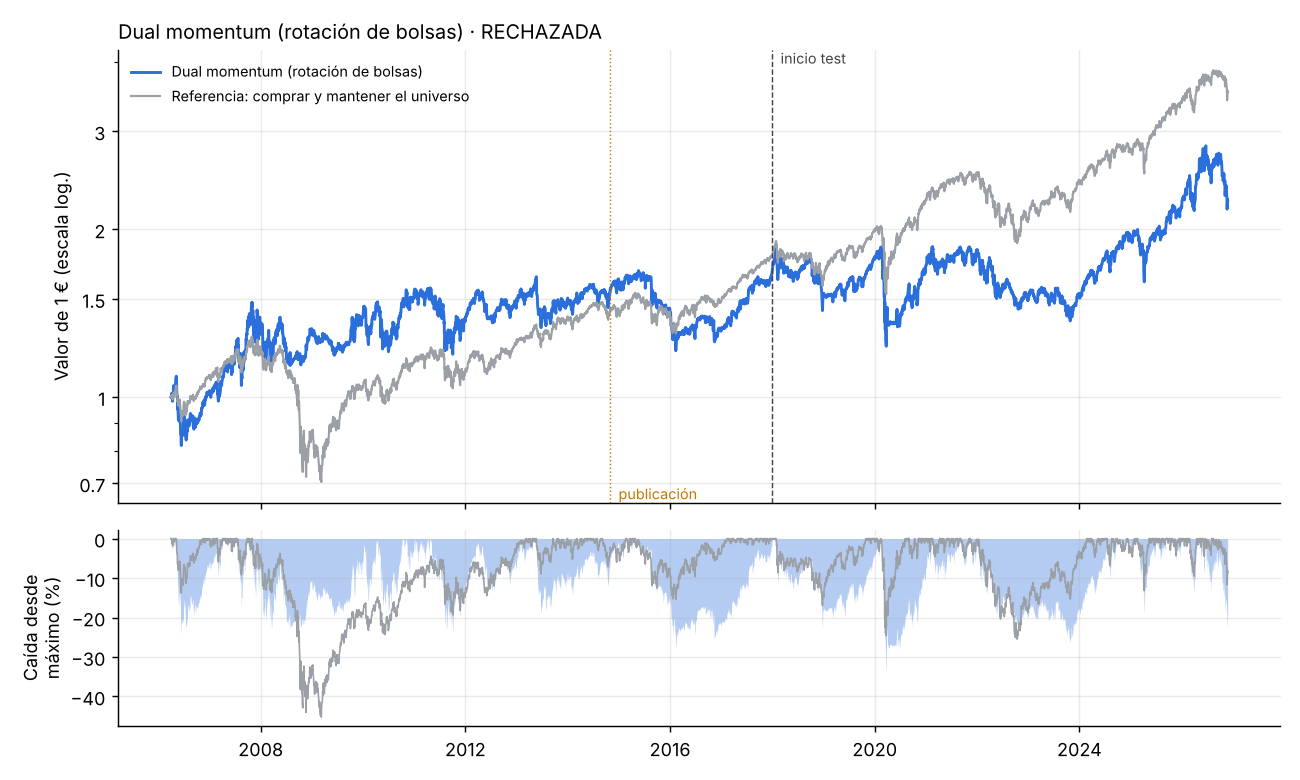 Dual momentum (rotación de bolsas) · RECHAZADA
Dual momentum (rotación de bolsas)
Referencia: comprar y mantener el universo
inicio test
publicación
Valor de 1 € (escala log.)
3
2
1.5
1
0.7
Caída desde
máximo (%)
0
−10
−20
−30
−40
2008
2012
2016
2020
2024